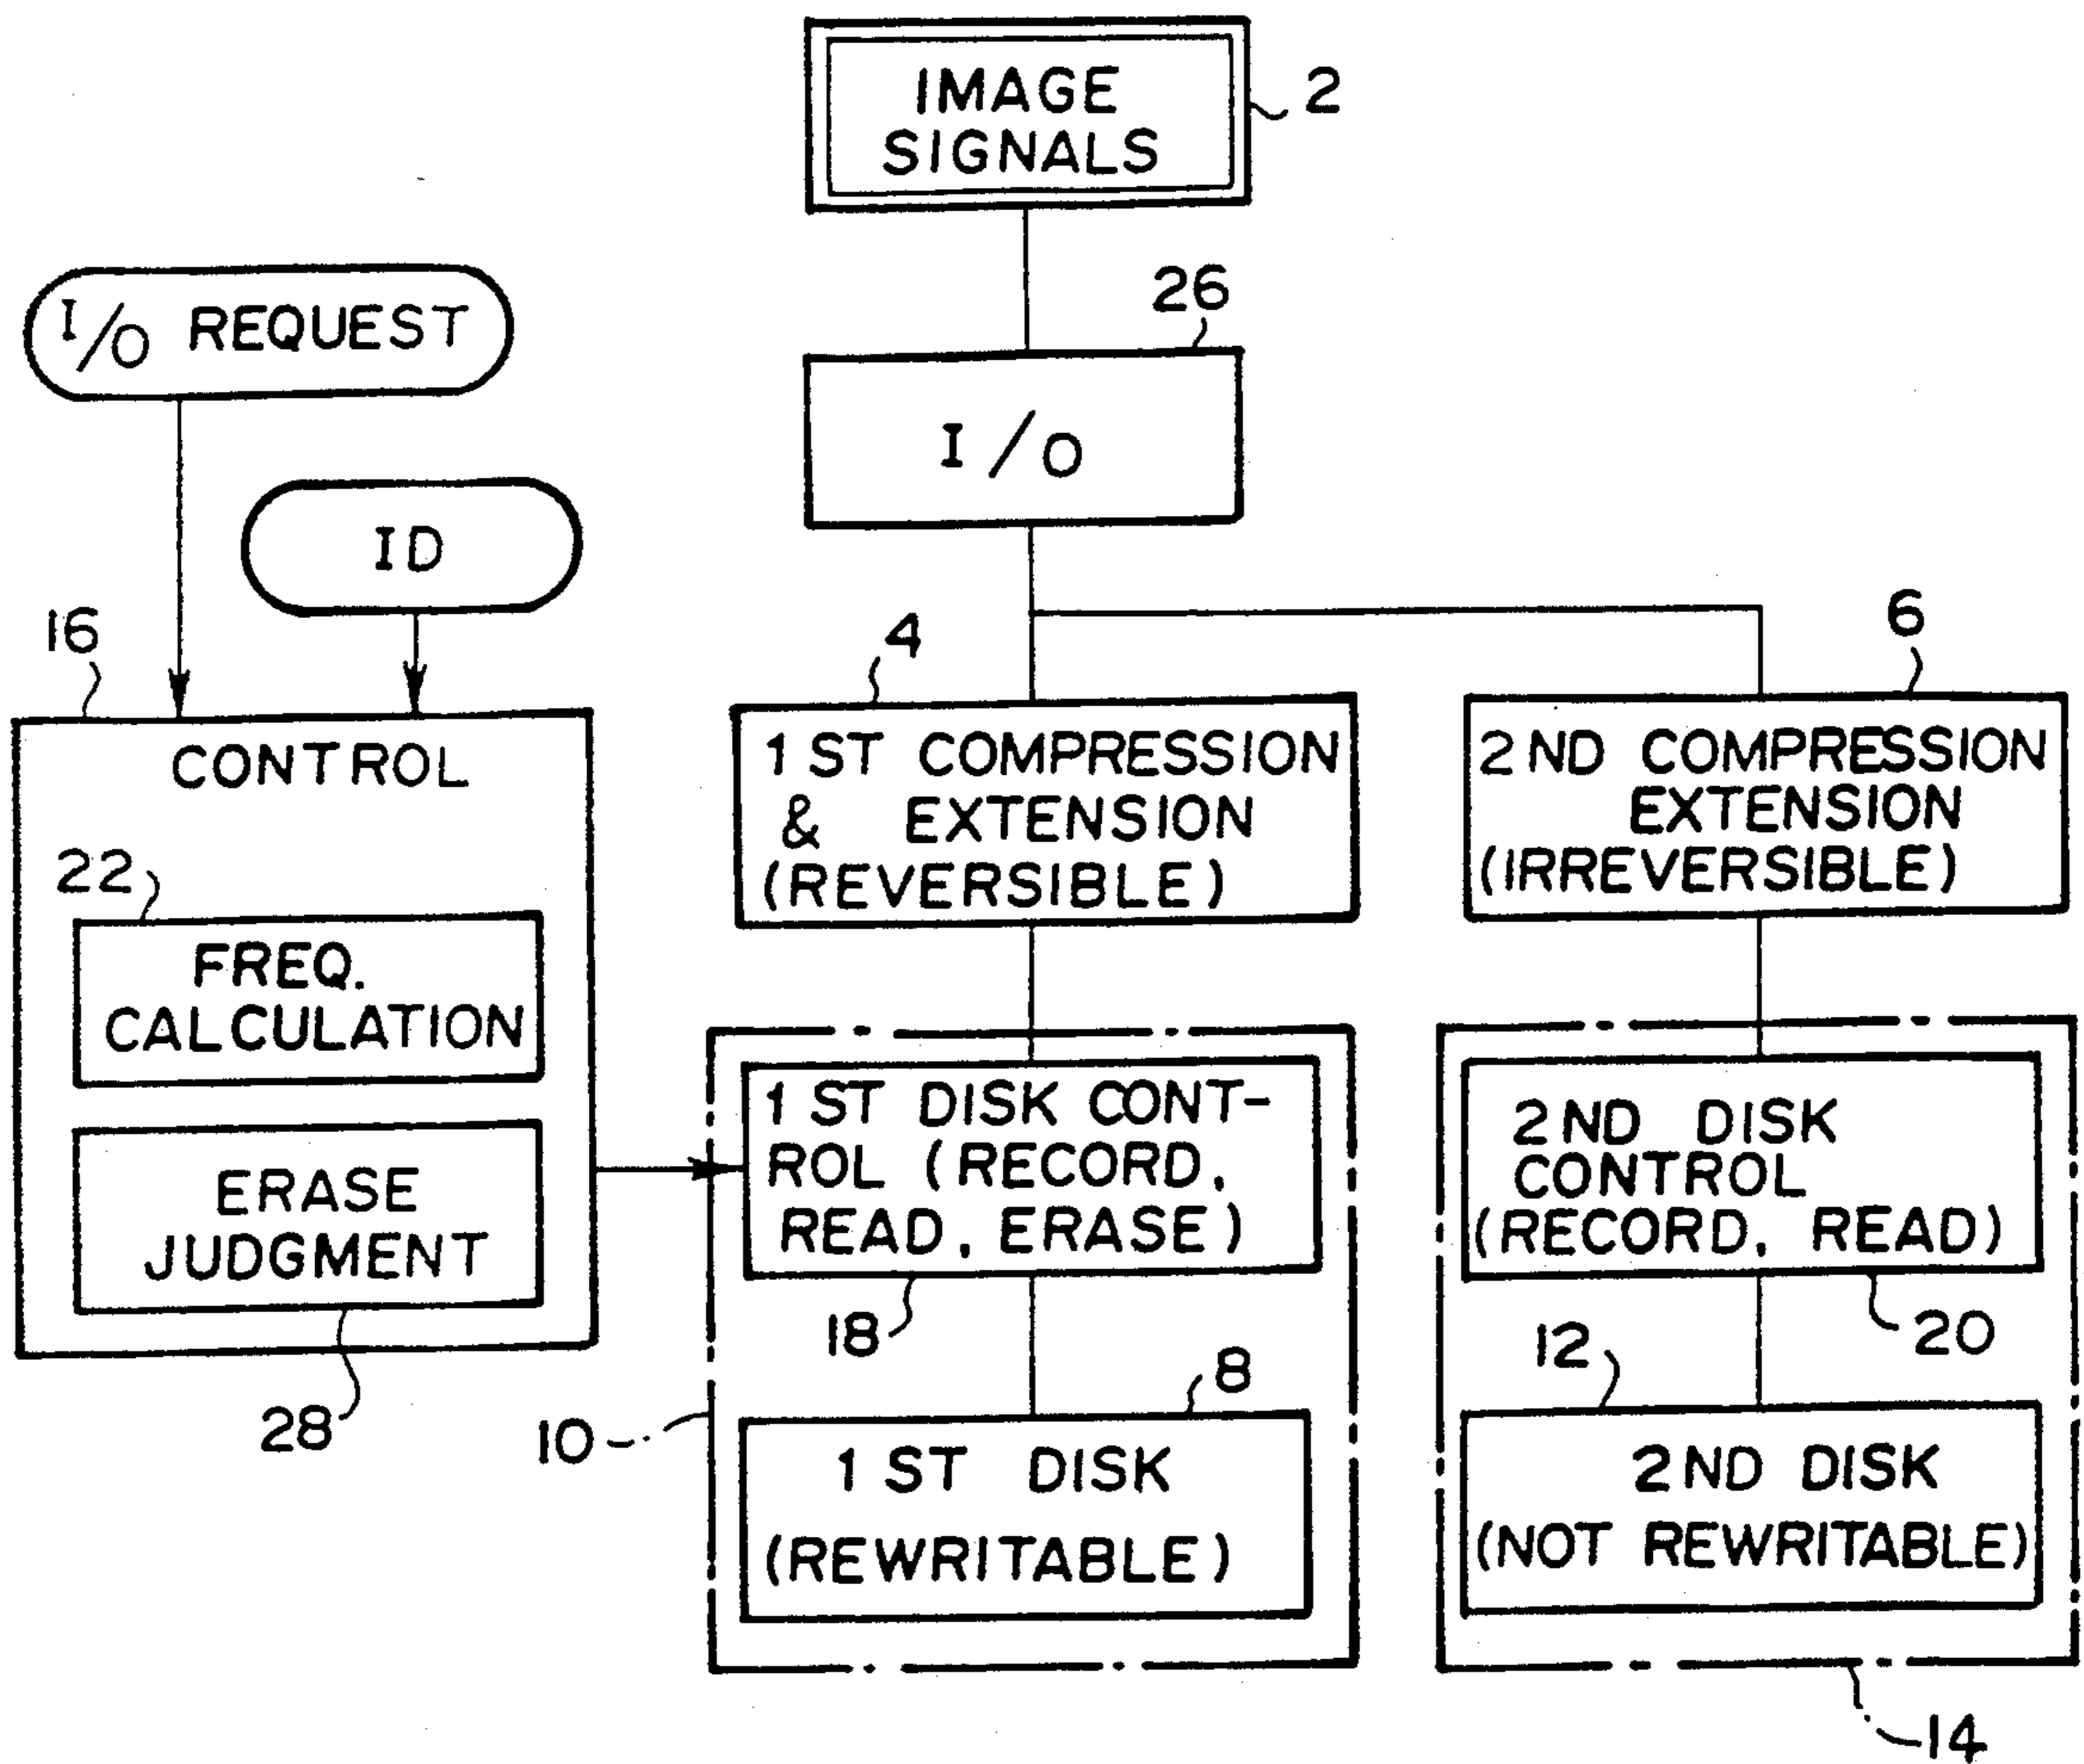 IMAGE
SIGNALS
2
26
I/O REQUEST
I/O
ID
16
4
6
CONTROL
1 ST COMPRESSION
& EXTENSION
(REVERSIBLE)
2 ND COMPRESSION
EXTENSION
(IRREVERSIBLE)
22
FREQ.
CALCULATION
ERASE
JUDGMENT
28
1 ST DISK CONT-
ROL (RECORD,
READ, ERASE)
18
2 ND DISK
CONTROL
(RECORD, READ)
20
10
8
1 ST DISK
(REWRITABLE)
12
2 ND DISK
(NOT REWRITABLE)
14